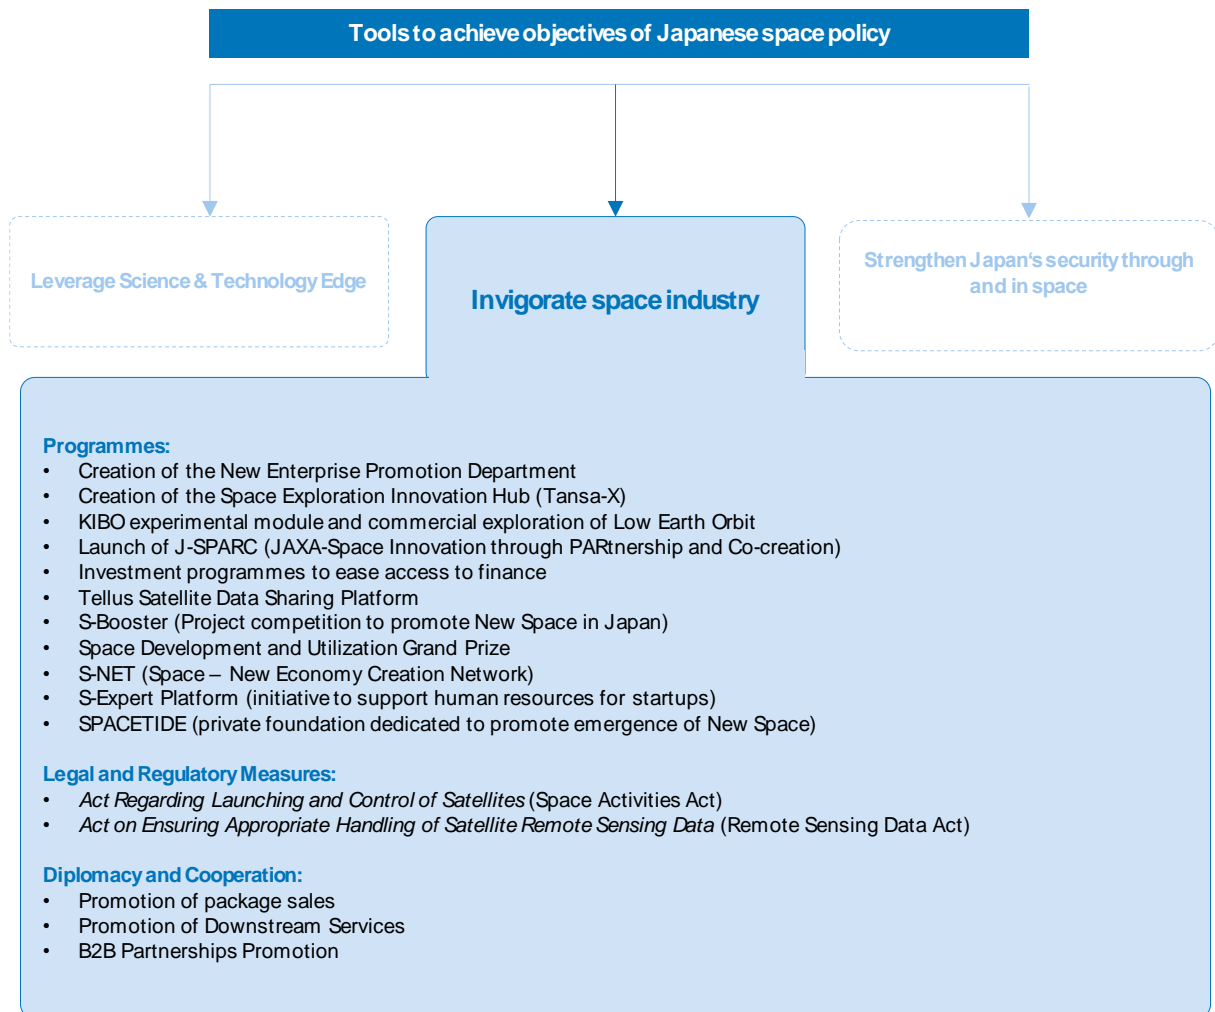 Tools to achieve objectives of Japanese space policy
Leverage Science & Technology Edge
Invigorate space industry
Strengthen Japan‘s security through
and in space
Programmes:
• Creation of the New Enterprise Promotion Department
• Creation of the Space Exploration Innovation Hub (Tansa-X)
• KIBO experimental module and commercial exploration of Low Earth Orbit
• Launch of J-SPARC (JAXA-Space Innovation through PARtnership and Co-creation)
• Investment programmes to ease access to finance
• Tellus Satellite Data Sharing Platform
• S-Booster (Project competition to promote New Space in Japan)
• Space Development and Utilization Grand Prize
• S-NET (Space – New Economy Creation Network)
• S-Expert Platform (initiative to support human resources for startups)
• SPACETIDE (private foundation dedicated to promote emergence of New Space)
Legal and Regulatory Measures:
• Act Regarding Launching and Control of Satellites (Space Activities Act)
• Act on Ensuring Appropriate Handling of Satellite Remote Sensing Data (Remote Sensing Data Act)
Diplomacy and Cooperation:
• Promotion of package sales
• Promotion of Downstream Services
• B2B Partnerships Promotion